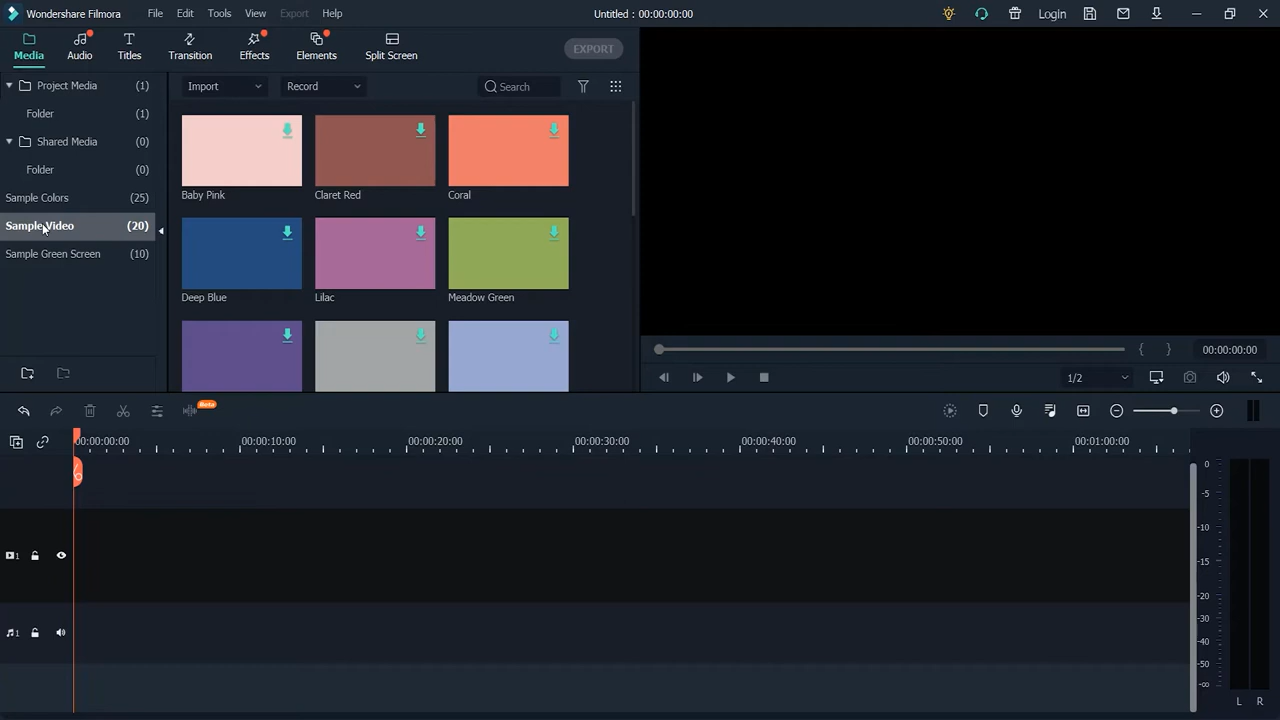 Wondershare Filmora File Edit Tools View Export Help Untitled : 00:00:00:00 Login
Media Audio Titles Transition Effects Elements Split Screen EXPORT
Project Media (1) Import Record Search
Folder (1)
Shared Media (0)
Folder (0)
Sample Colors (25) Baby Pink Claret Red Coral
Sample Video (20)
Sample Green Screen (10)
Deep Blue Lilac Meadow Green
{ } 00:00:00:00
1/2
Beta
00:00:00:00 00:00:10:00 00:00:20:00 00:00:30:00 00:00:40:00 00:00:50:00 00:01:00:00
0
-5
-10
1 -15
-20
1 -30
-40
-50
-∞
L R